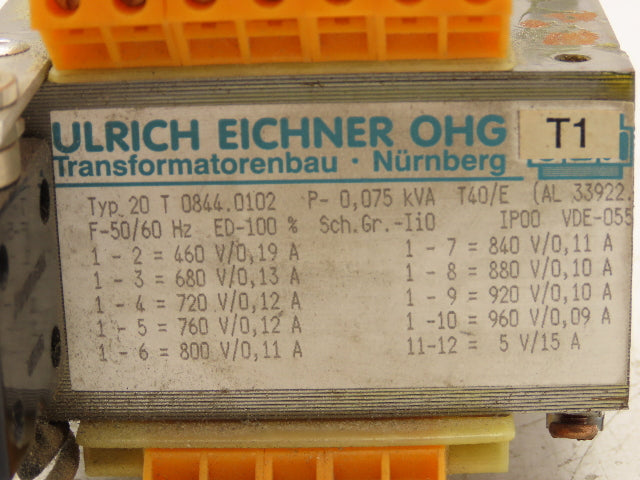 ULRICH EICHNER OHG
T1
Transformatorenbau · Nürnberg
Typ 20 T 0844.0102 P- 0,075 kVA T40/E (AL 33922.
F-50/60 Hz ED-100 % Sch.Gr.-Ii0 IP00 VDE-055
1 - 2 = 460 V/0,19 A
1 - 3 = 680 V/0,13 A
1 - 4 = 720 V/0,12 A
1 - 5 = 760 V/0,12 A
1 - 6 = 800 V/0,11 A
1 - 7 = 840 V/0,11 A
1 - 8 = 880 V/0,10 A
1 - 9 = 920 V/0,10 A
1 -10 = 960 V/0,09 A
11-12 = 5 V/15 A